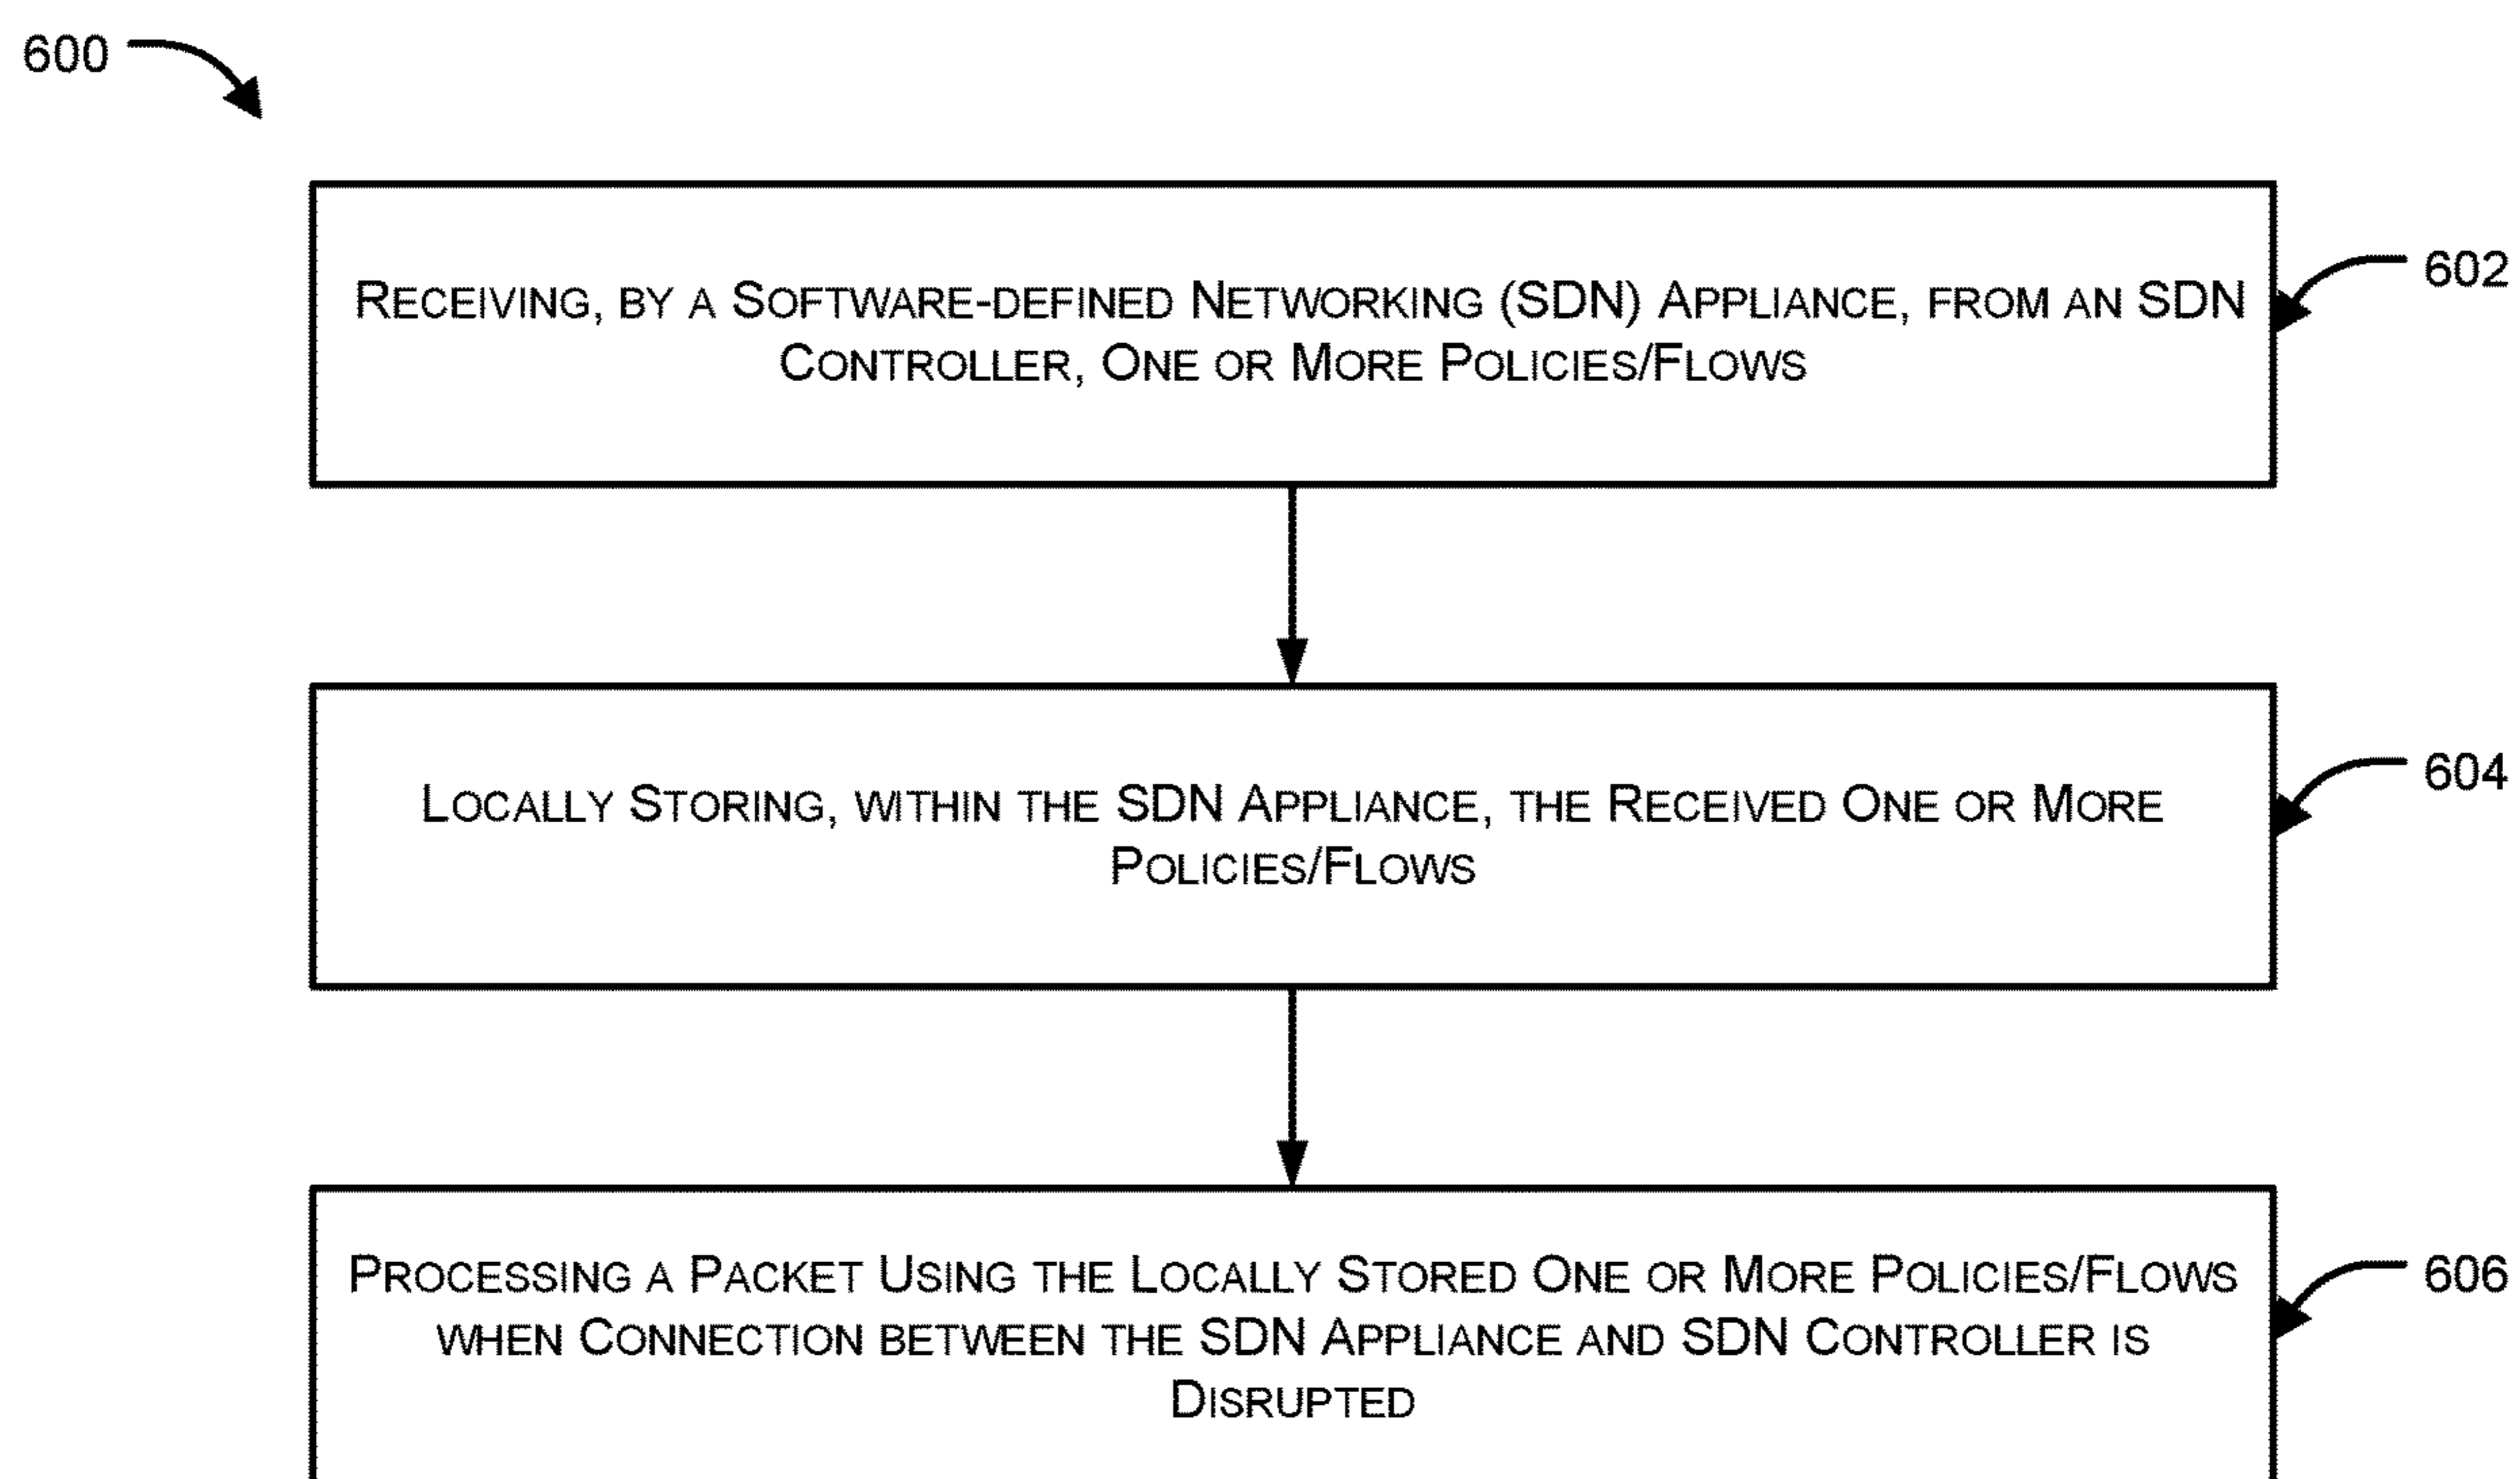 600
RECEIVING, BY A SOFTWARE-DEFINED NETWORKING (SDN) APPLIANCE, FROM AN SDN
CONTROLLER, ONE OR MORE POLICIES/FLOWS
602
LOCALLY STORING, WITHIN THE SDN APPLIANCE, THE RECEIVED ONE OR MORE
POLICIES/FLOWS
604
PROCESSING A PACKET USING THE LOCALLY STORED ONE OR MORE POLICIES/FLOWS
WHEN CONNECTION BETWEEN THE SDN APPLIANCE AND SDN CONTROLLER IS
DISRUPTED
606